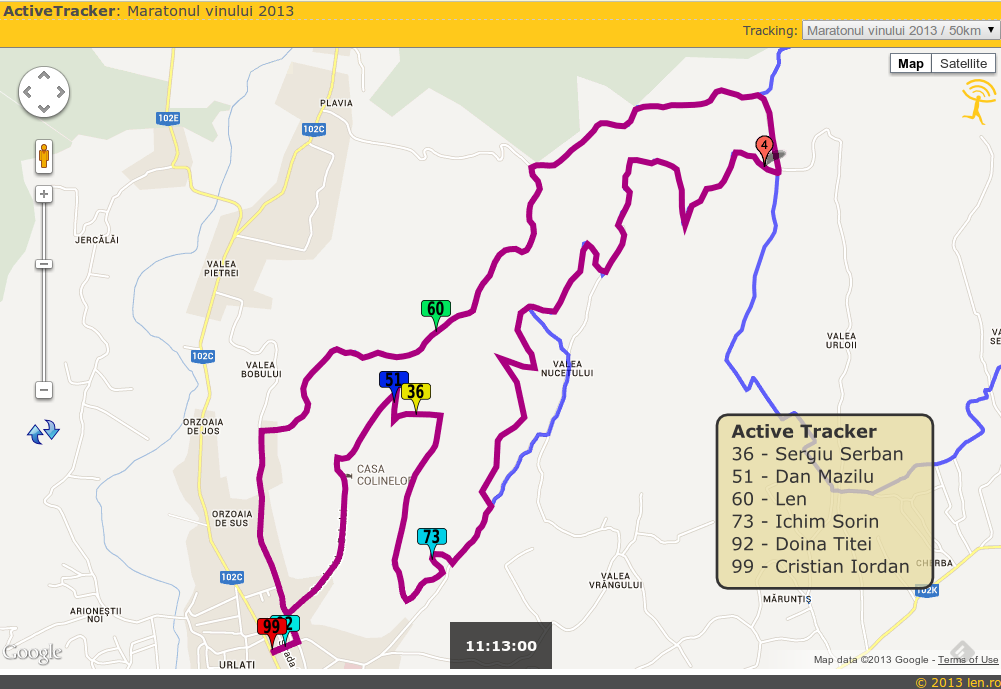 ActiveTracker: Maratonul vinului 2013
Tracking: Maratonul vinului 2013 / 50km
Map Satellite
PLAVIA
102E
102C
4
JERCĂLĂI
VALEA
PIETREI
60
VALEA
URLOII
102C
VALEA
BOBULUI
VALEA
NUCETULUI
51
36
ORZOAIA
DE JOS
Active Tracker
36 - Sergiu Serban
51 - Dan Mazilu
60 - Len
73 - Ichim Sorin
92 - Doina Titei
99 - Cristian Iordan
CASA
COLINELOR
ORZOAIA
DE SUS
73
102C
VALEA
VRÂNGULUI
102K
MĂRUNȚIȘ
ARIONEȘTII
NOI
99
11:13:00
Google
URLATI
Map data ©2013 Google - Terms of Use
© 2013 len.ro